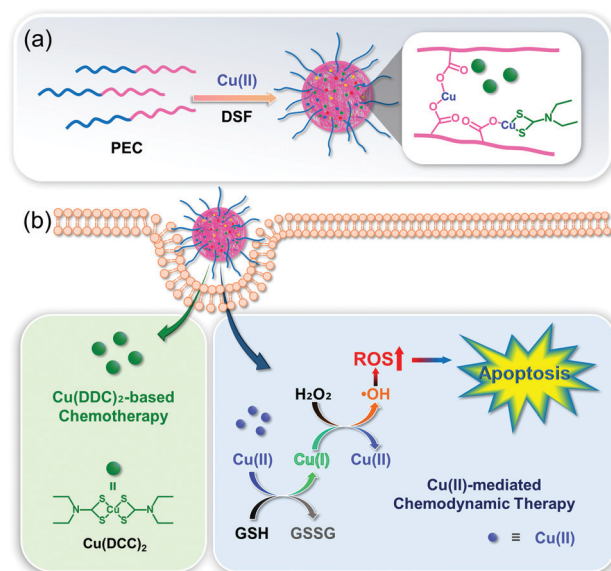 (a)
Cu(II)
DSF
PEC
O
O
Cu
O
O
O
O
Cu
S
S
N
(b)
Cu(DDC)₂-based
Chemotherapy
=
N
S
S
Cu
S
S
N
Cu(DCC)₂
ROS
Apoptosis
H₂O₂
•OH
Cu(II)
Cu(I)
Cu(II)
GSH
GSSG
Cu(II)-mediated
Chemodynamic Therapy
≡ Cu(II)